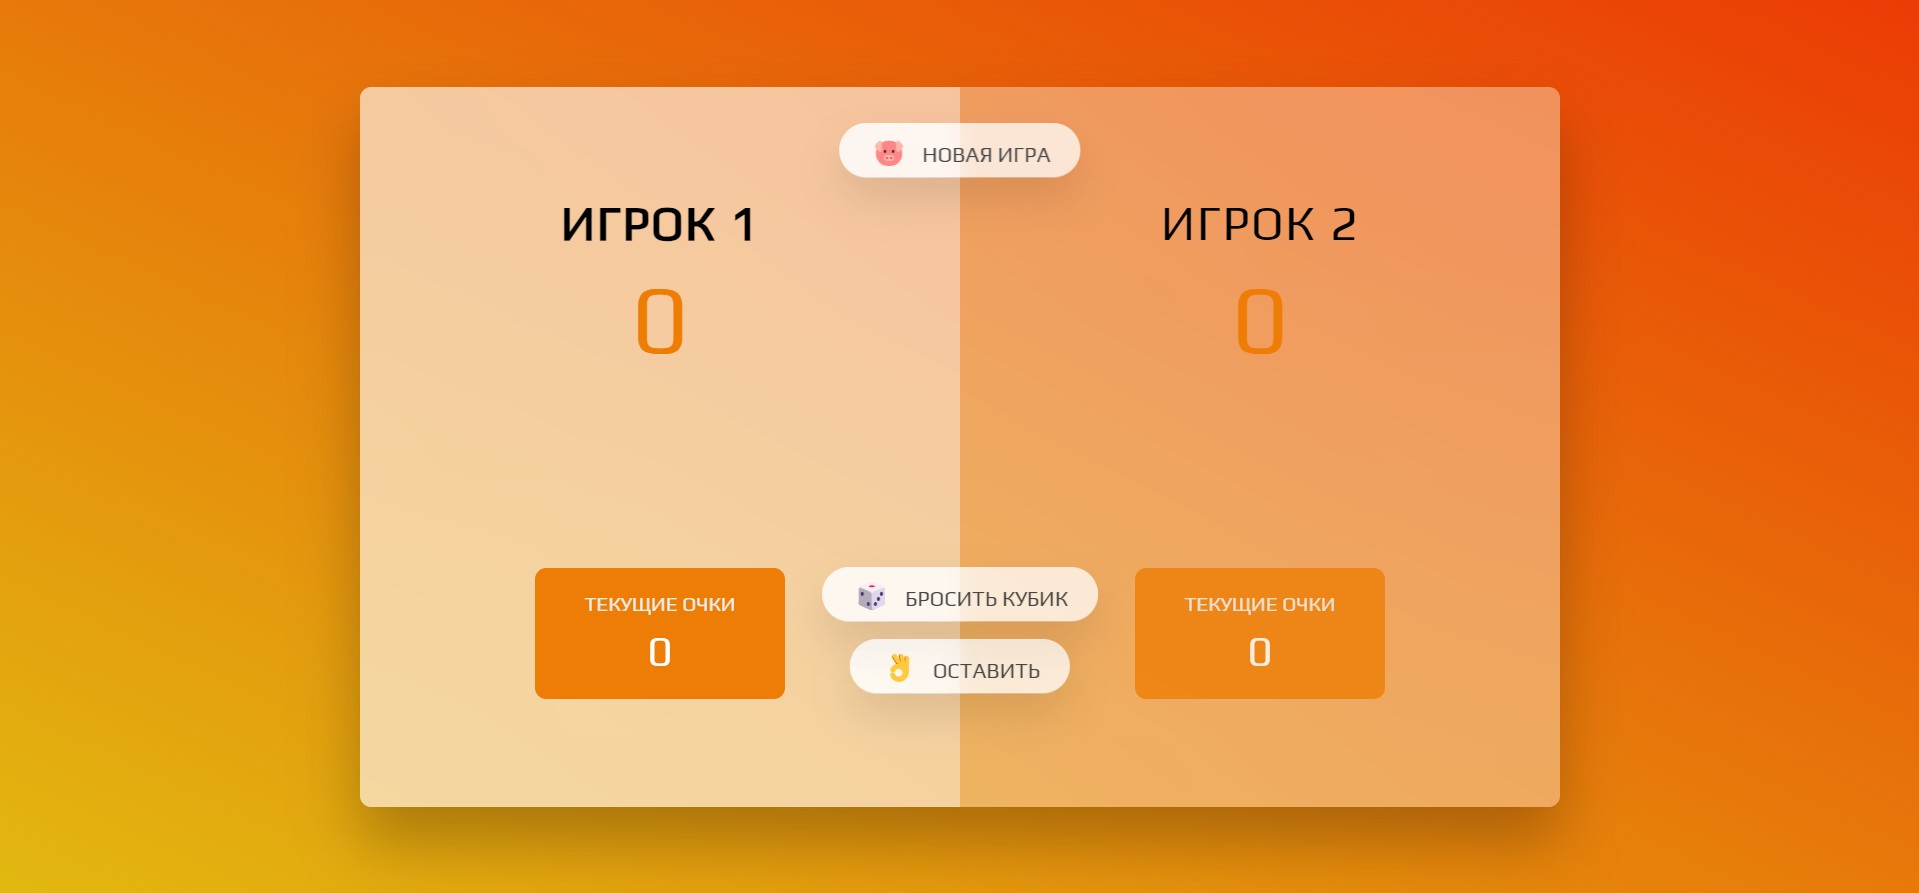 НОВАЯ ИГРА
ИГРОК 1
0
ИГРОК 2
0
ТЕКУЩИЕ ОЧКИ
0
БРОСИТЬ КУБИК
ОСТАВИТЬ
ТЕКУЩИЕ ОЧКИ
0